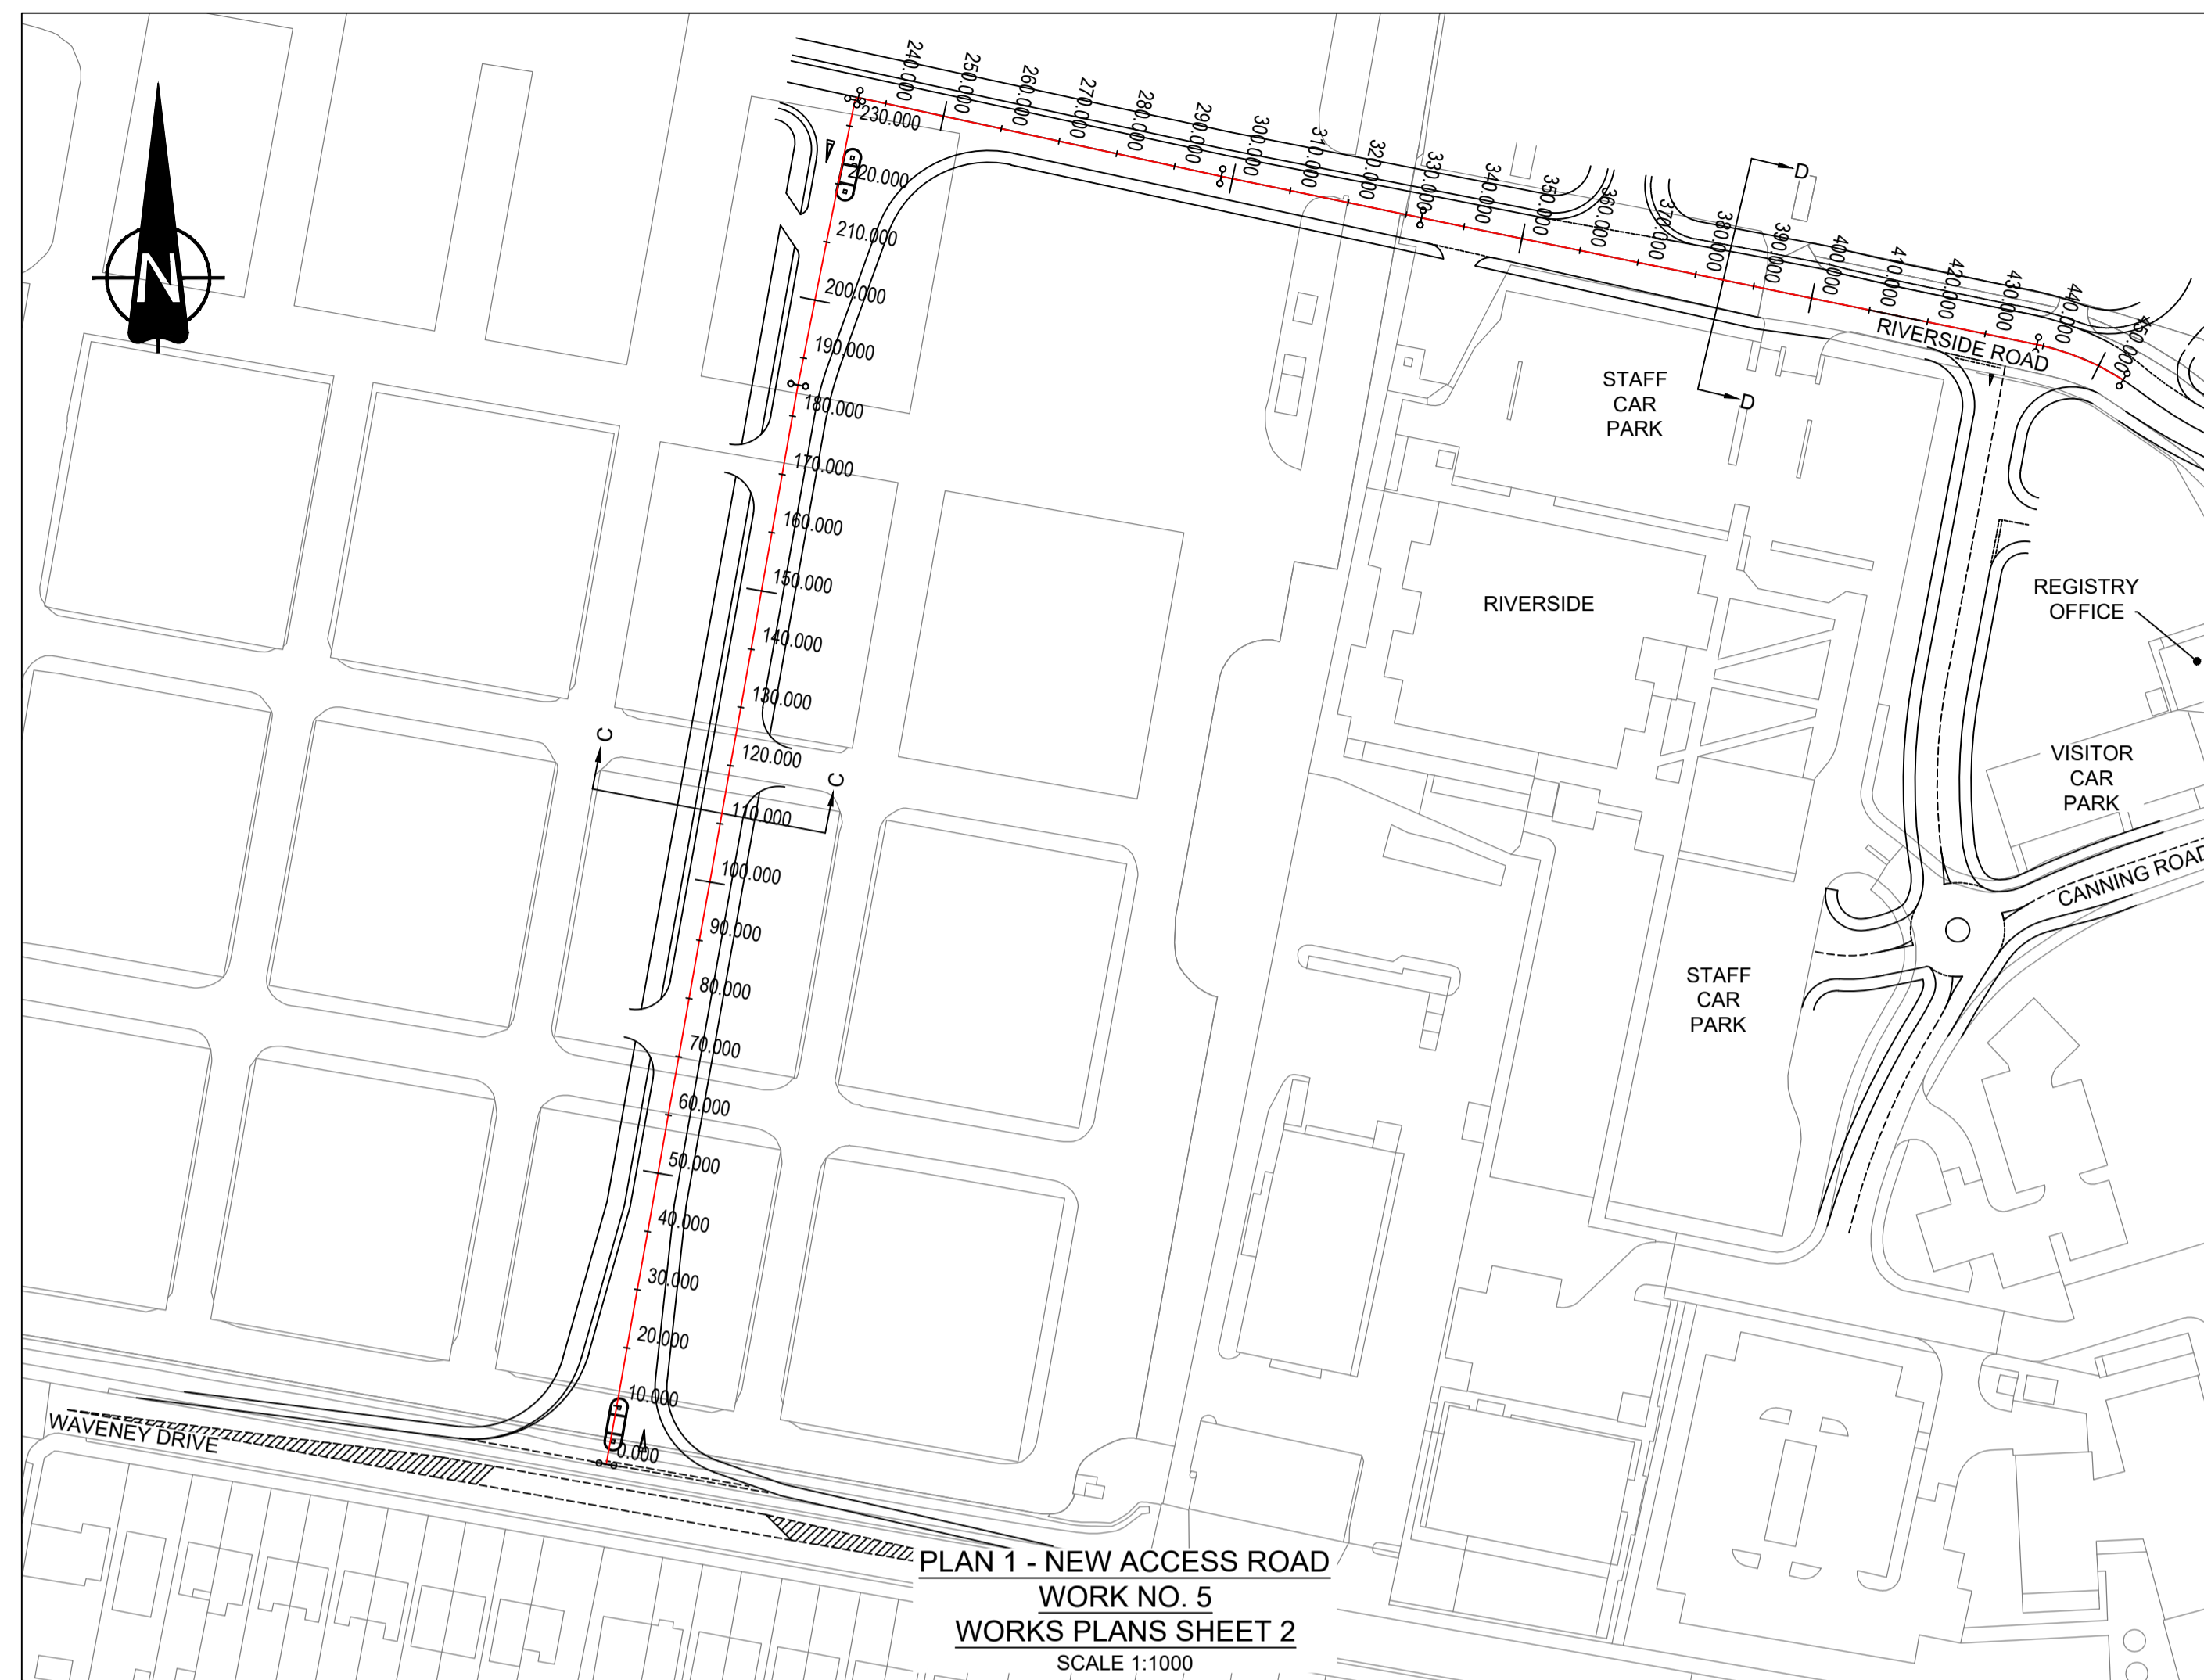 240.000
250.000
260.000
270.000
280.000
290.000
300.000
310.000
320.000
330.000
340.000
350.000
360.000
370.000
380.000
390.000
400.000
410.000
420.000
430.000
440.000
450.000
230.000
220.000
210.000
200.000
190.000
180.000
170.000
160.000
150.000
140.000
130.000
120.000
110.000
100.000
90.000
80.000
70.000
60.000
50.000
40.000
30.000
20.000
10.000
0.000
N
D
D
C
C
RIVERSIDE ROAD
STAFF
CAR
PARK
RIVERSIDE
REGISTRY
OFFICE
VISITOR
CAR
PARK
CANNING ROAD
STAFF
CAR
PARK
WAVENEY DRIVE
PLAN 1 - NEW ACCESS ROAD
WORK NO. 5
WORKS PLANS SHEET 2
SCALE 1:1000